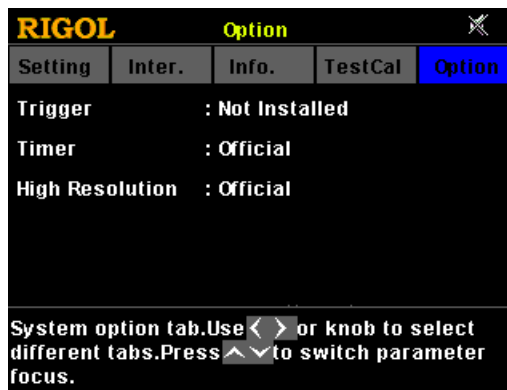 RIGOL Option
Setting Inter. Info. TestCal Option
Trigger : Not Installed
Timer : Official
High Resolution : Official
System option tab.Use < > or knob to select
different tabs.Press ^ v to switch parameter
focus.